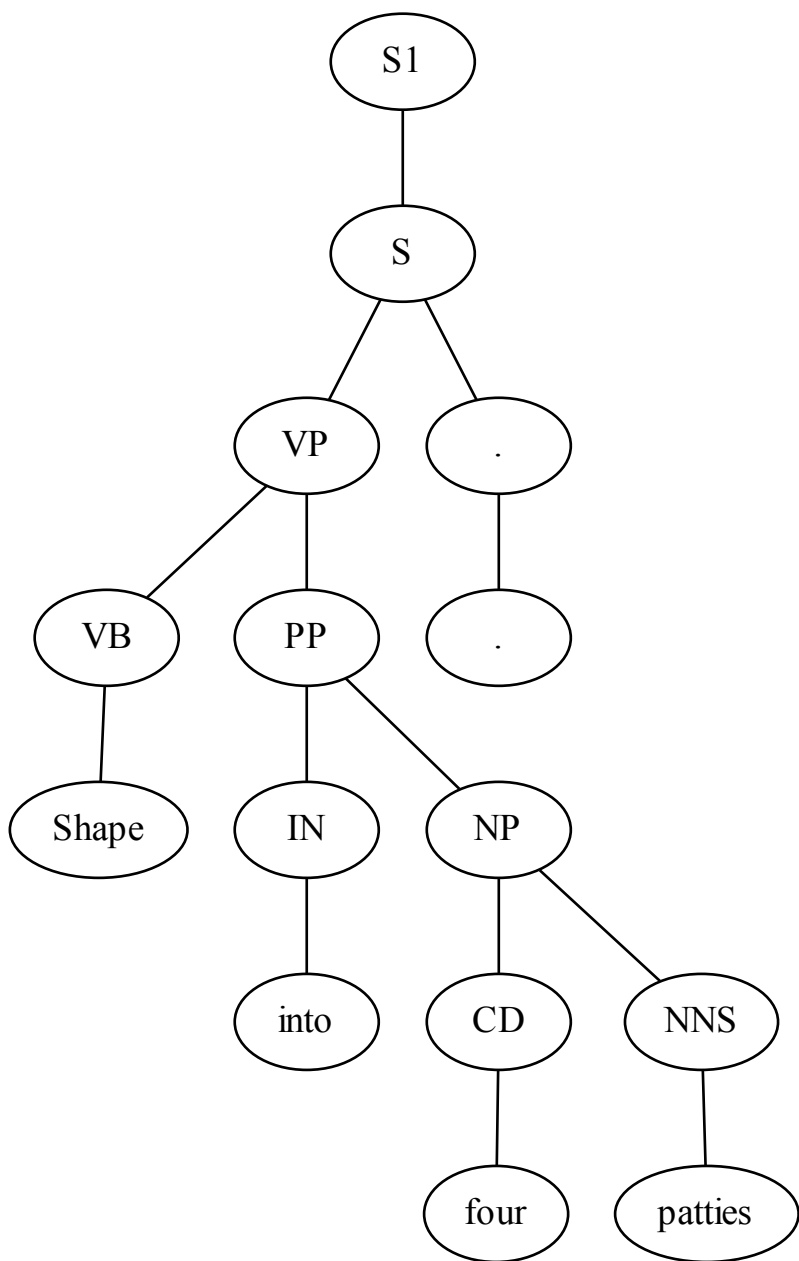 S1
S
VP .
VB PP .
Shape IN NP
into CD NNS
four patties